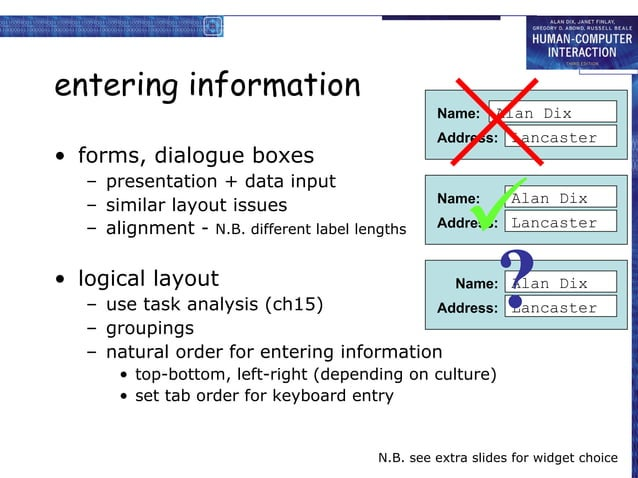 ALAN DIX, JANET FINLAY,
GREGORY D. ABOWD, RUSSELL BEALE
HUMAN-COMPUTER
INTERACTION
THIRD EDITION
entering information
• forms, dialogue boxes
– presentation + data input
– similar layout issues
– alignment - N.B. different label lengths
• logical layout
– use task analysis (ch15)
– groupings
– natural order for entering information
• top-bottom, left-right (depending on culture)
• set tab order for keyboard entry
Name: Alan Dix
Address: Lancaster
Name: Alan Dix
Address: Lancaster
?
Name: Alan Dix
Address: Lancaster
N.B. see extra slides for widget choice